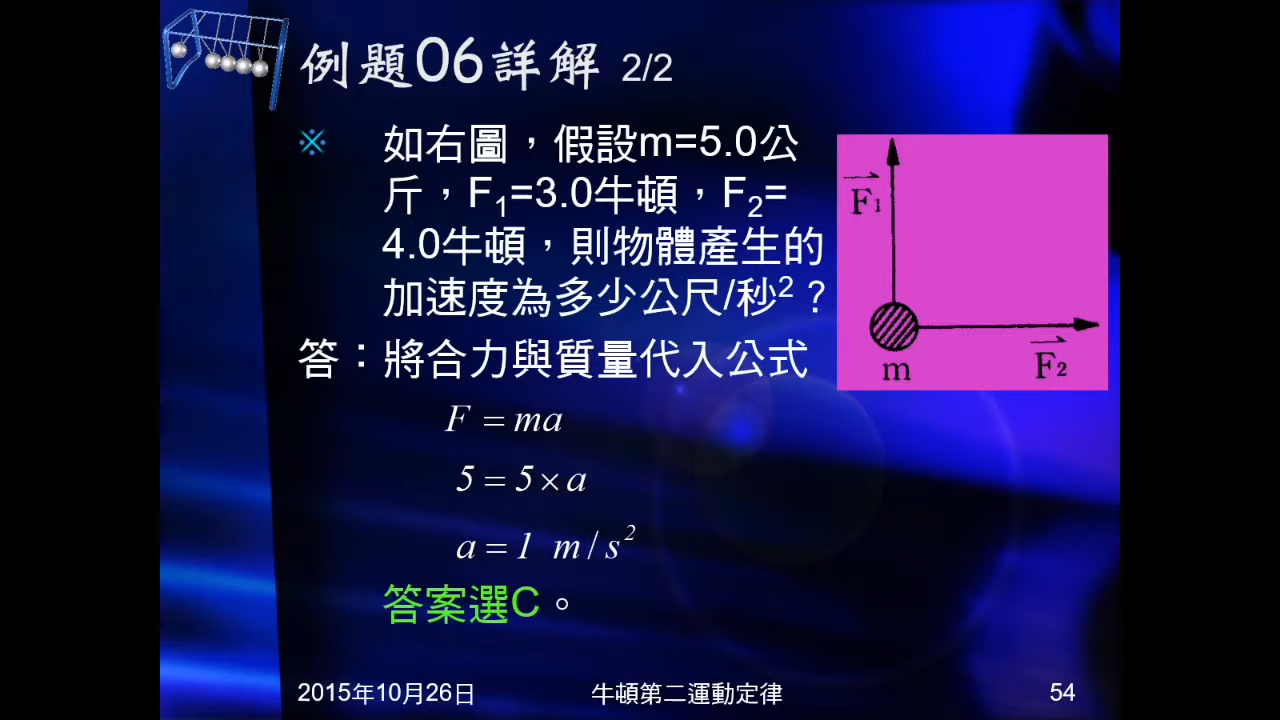 例題06詳解 2/2
※ 如右圖，假設m=5.0公
斤，F₁=3.0牛頓，F₂=
4.0牛頓，則物體產生的
加速度為多少公尺/秒²？
答：將合力與質量代入公式
F = ma
5 = 5 × a
a = 1 m/s²
答案選C。
F₁
m
F₂
2015年10月26日
牛頓第二運動定律
54